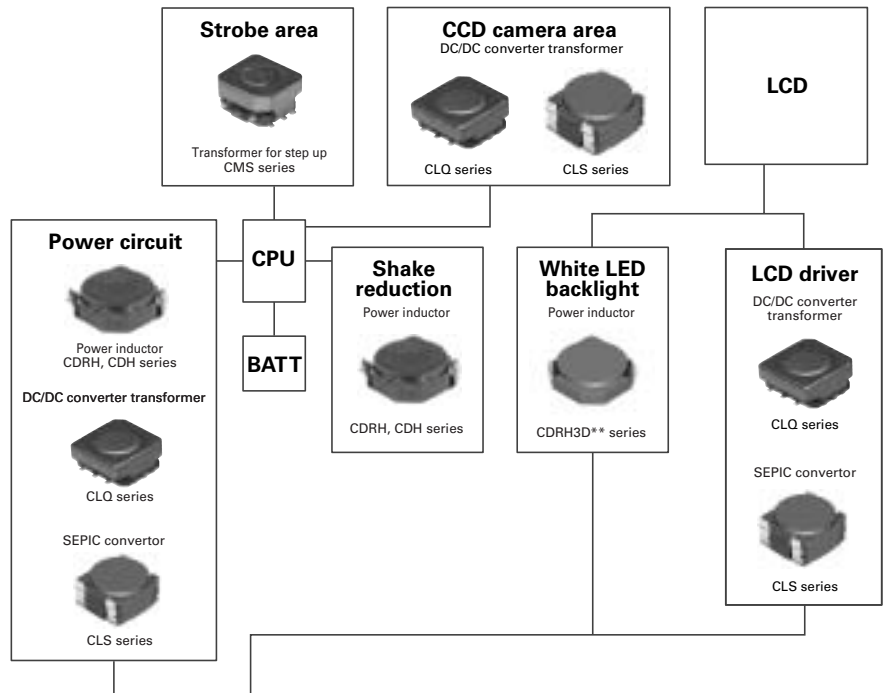 Strobe area
Transformer for step up
CMS series
CCD camera area
DC/DC converter transformer
CLQ series
CLS series
LCD
Power circuit
Power inductor
CDRH, CDH series
DC/DC converter transformer
CLQ series
SEPIC convertor
CLS series
CPU
BATT
Shake
reduction
Power inductor
CDRH, CDH series
White LED
backlight
Power inductor
CDRH3D** series
LCD driver
DC/DC converter
transformer
CLQ series
SEPIC convertor
CLS series